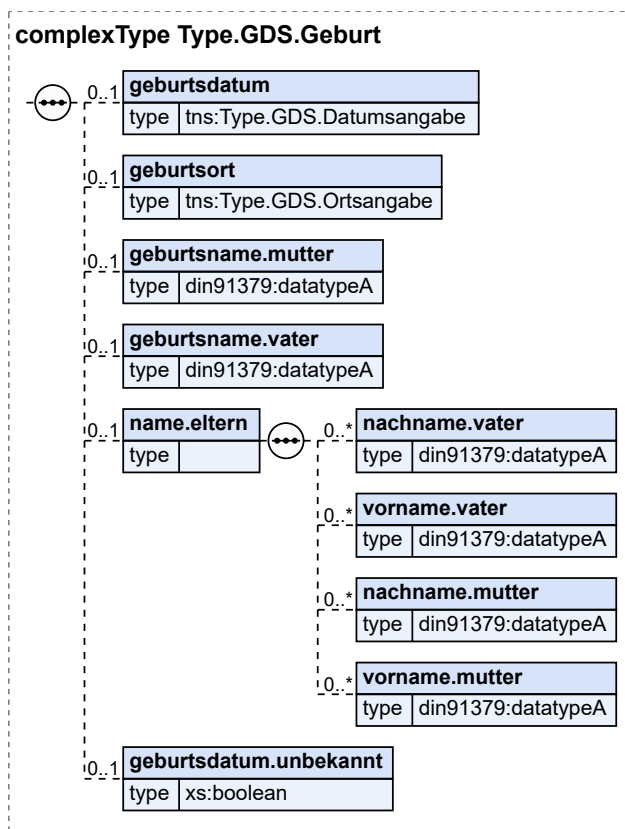 complexType Type.GDS.Geburt
0..1 geburtsdatum
type tns:Type.GDS.Datumsangabe
0..1 geburtsort
type tns:Type.GDS.Ortsangabe
0..1 geburtsname.mutter
type din91379:datatypeA
0..1 geburtsname.vater
type din91379:datatypeA
0..1 name.eltern
type
0..* nachname.vater
type din91379:datatypeA
0..* vorname.vater
type din91379:datatypeA
0..* nachname.mutter
type din91379:datatypeA
0..* vorname.mutter
type din91379:datatypeA
0..1 geburtsdatum.unbekannt
type xs:boolean